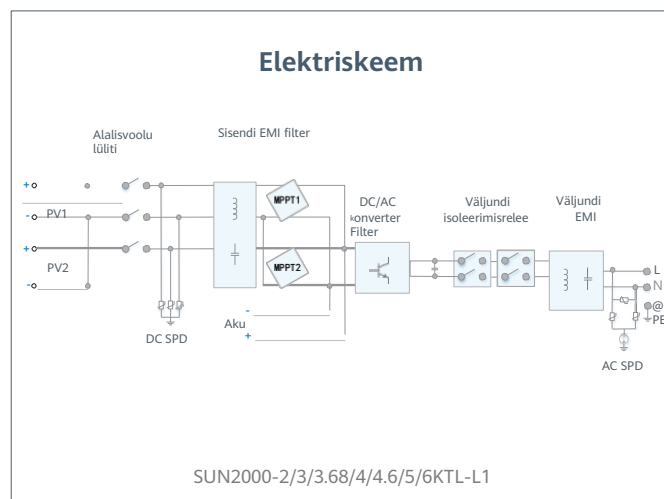 Elektriskeem
Alalisvoolu
lüliti
Sisendi EMI filter
+
-
PV1
+
PV2
-
MPPT1
MPPT2
DC/AC
konverter
Filter
Väljundi
isoleerimisrelee
Väljundi
EMI
L
N
@
PE
DC SPD
Aku
-
+
AC SPD
SUN2000-2/3/3.68/4/4.6/5/6KTL-L1